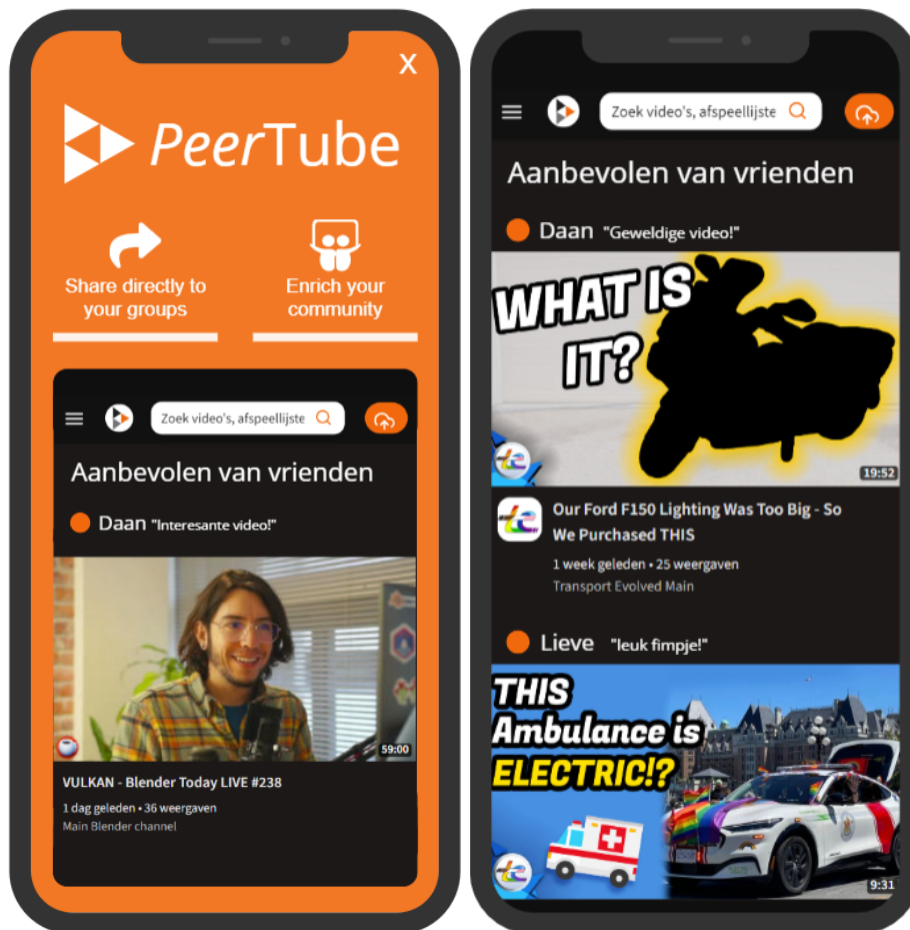 X
PeerTube
Share directly to
your groups
Enrich your
community
Zoek video's, afspeellijste
Aanbevolen van vrienden
Daan "Interesante video!"
59:00
VULKAN - Blender Today LIVE #238
1 dag geleden • 36 weergaven
Main Blender channel
Zoek video's, afspeellijste
Aanbevolen van vrienden
Daan "Geweldige video!"
WHAT IS
IT?
te
19:52
te
Our Ford F150 Lighting Was Too Big - So
We Purchased THIS
1 week geleden • 25 weergaven
Transport Evolved Main
Lieve "leuk fimpje!"
THIS
Ambulance is
ELECTRIC!?
te
9:31